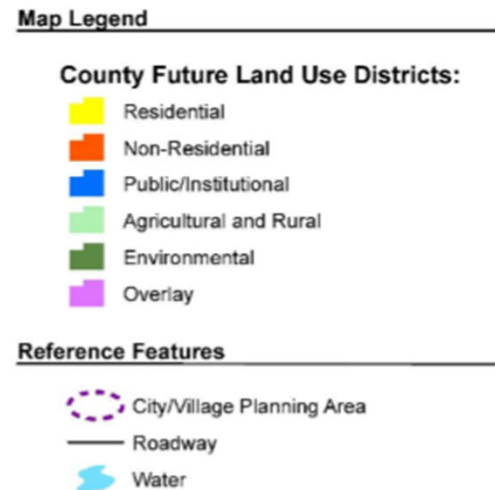 Map Legend
County Future Land Use Districts:
Residential
Non-Residential
Public/Institutional
Agricultural and Rural
Environmental
Overlay
Reference Features
City/Village Planning Area
Roadway
Water